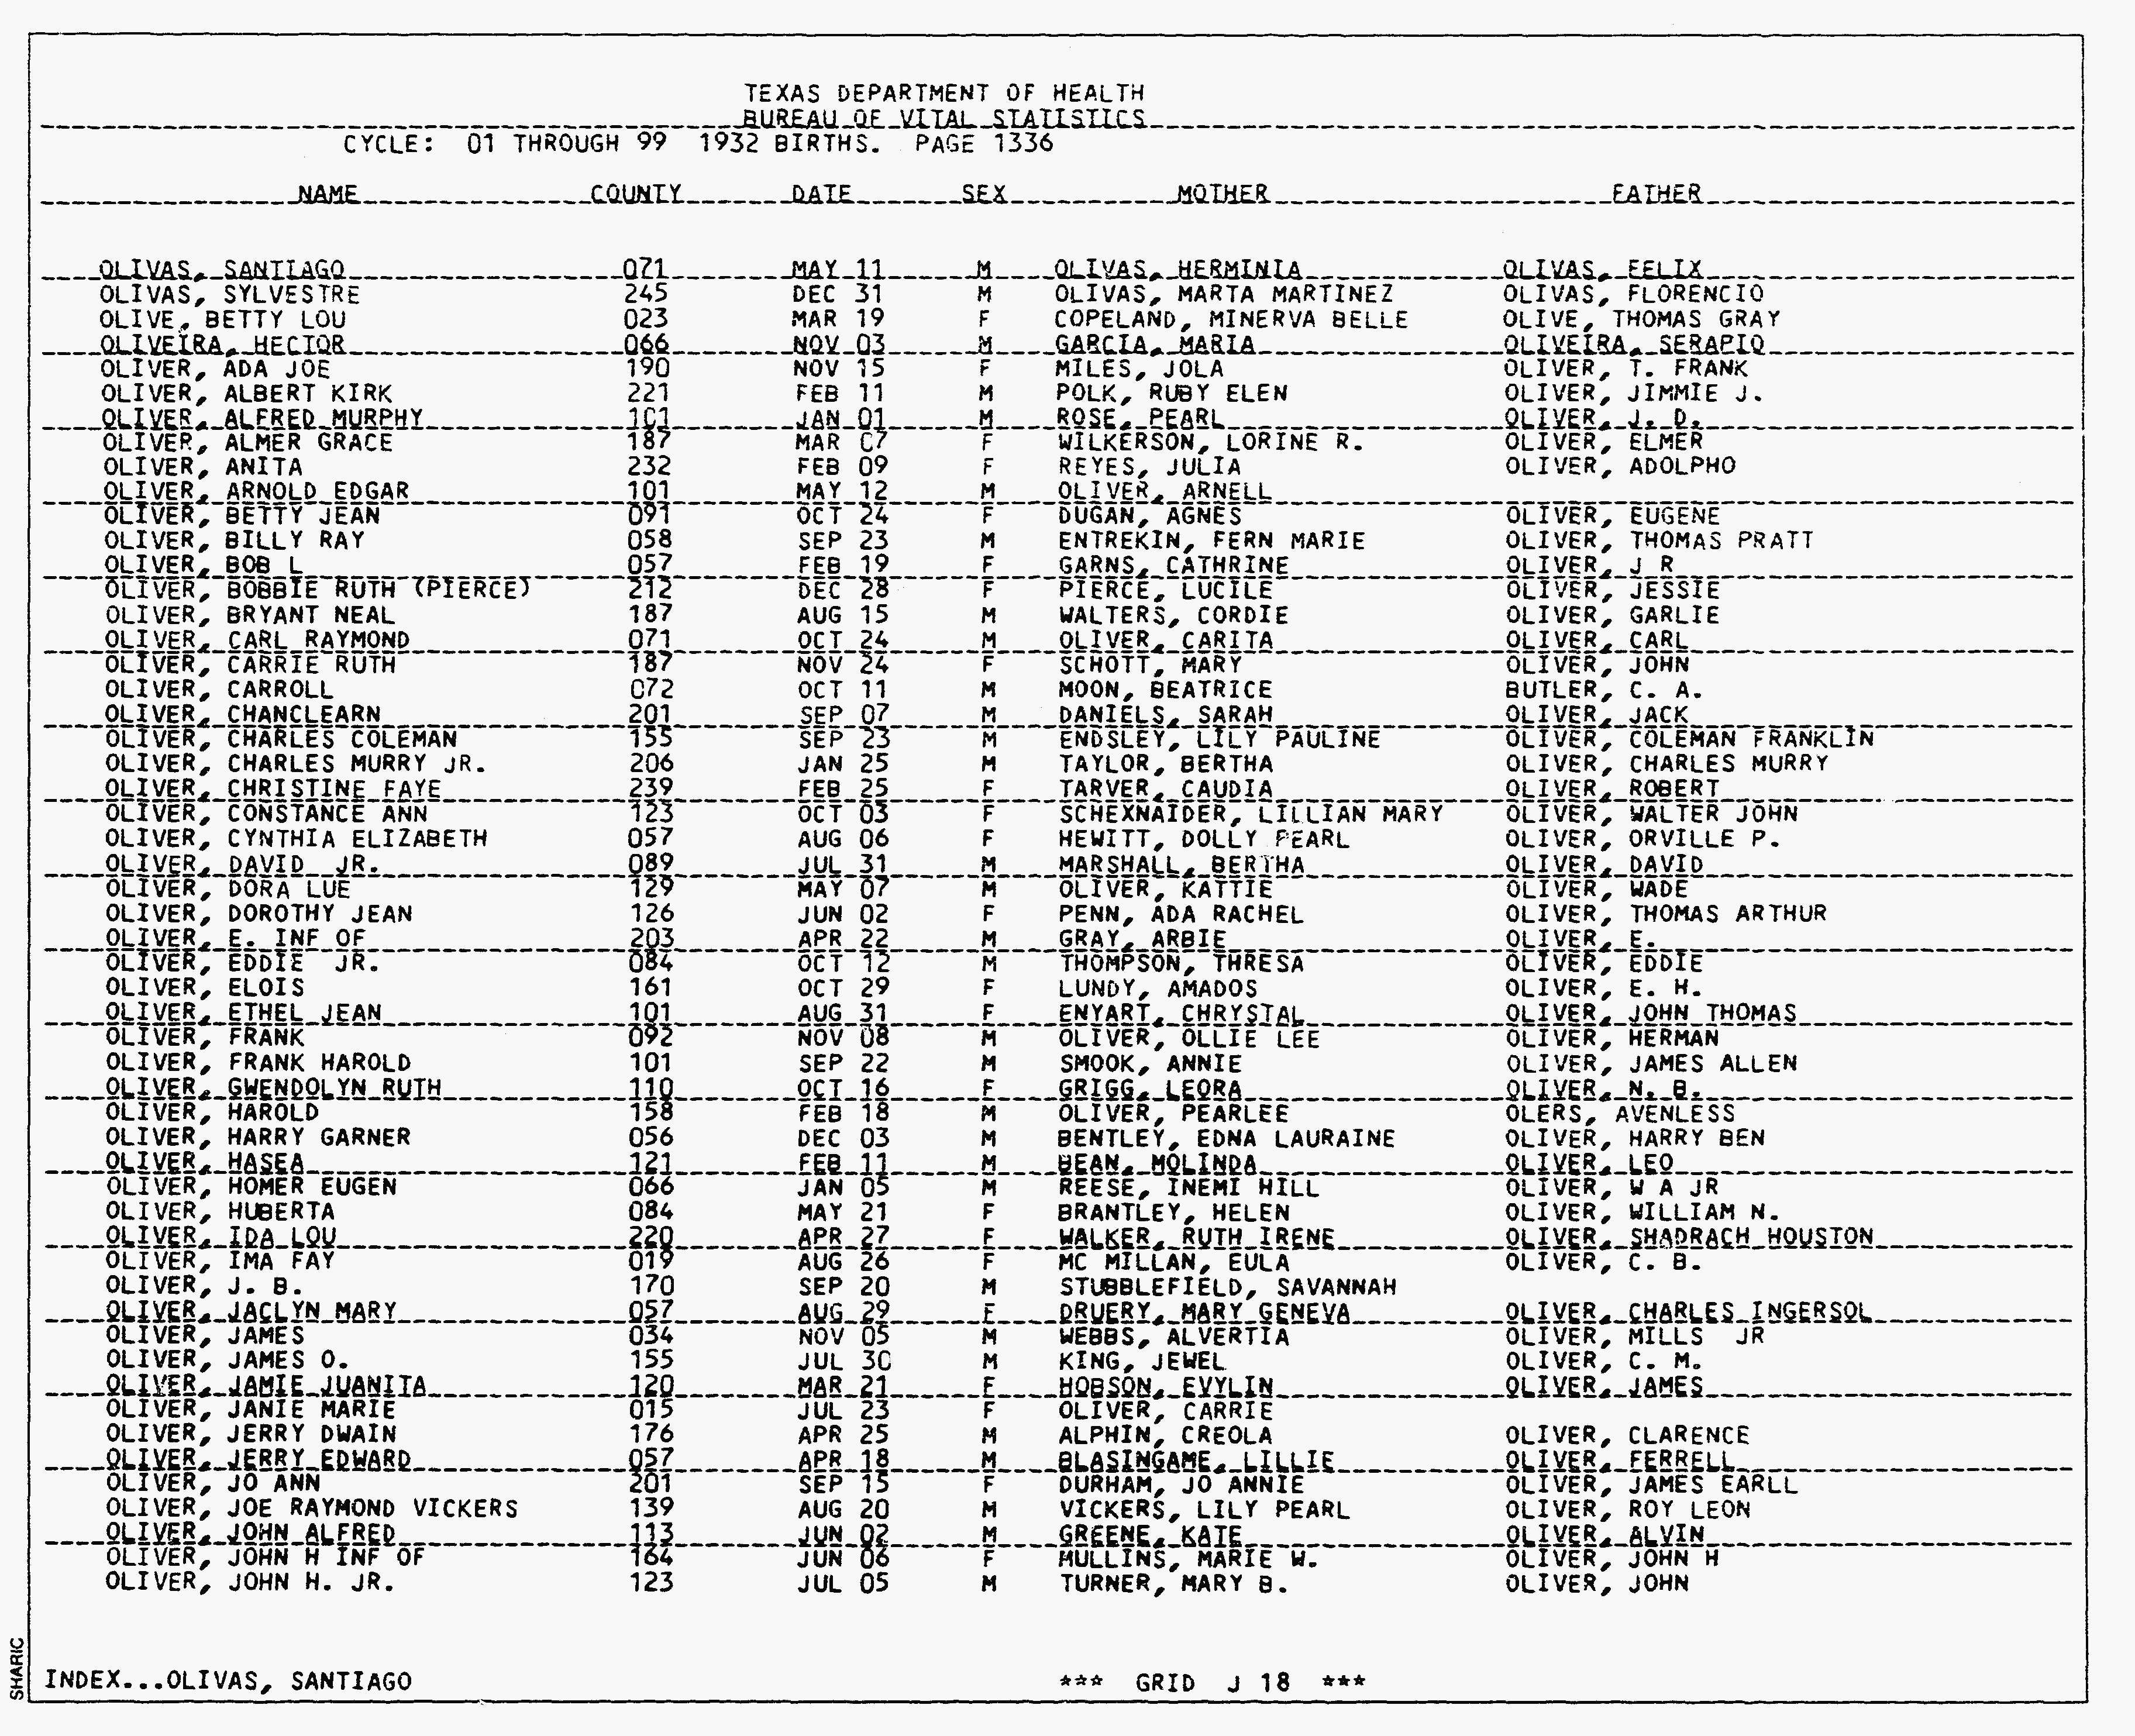 TEXAS DEPARTMENT OF HEALTH
BUREAU OF VITAL STATISTICS
CYCLE: 01 THROUGH 99 1932 BIRTHS. PAGE 1336
NAME COUNTY DATE SEX MOTHER FATHER
OLIVAS, SANTIAGO 071 MAY 11 M OLIVAS, HERMINIA OLIVAS, FELIX
OLIVAS, SYLVESTRE 245 DEC 31 M OLIVAS, MARTA MARTINEZ OLIVAS, FLORENCIO
OLIVE, BETTY LOU 023 MAR 19 F COPELAND, MINERVA BELLE OLIVE, THOMAS GRAY
OLIVEIRA, HECTOR 066 NOV 03 M GARCIA, MARIA OLIVEIRA, SERAPIO
OLIVER, ADA JOE 190 NOV 15 F MILES, JOLA OLIVER, T. FRANK
OLIVER, ALBERT KIRK 221 FEB 11 M POLK, RUBY ELEN OLIVER, JIMMIE J.
OLIVER, ALFRED MURPHY 101 JAN 01 M ROSE, PEARL OLIVER, J. D.
OLIVER, ALMER GRACE 187 MAR 07 F WILKERSON, LORINE R. OLIVER, ELMER
OLIVER, ANITA 232 FEB 09 F REYES, JULIA OLIVER, ADOLPHO
OLIVER, ARNOLD EDGAR 101 MAY 12 M OLIVER, ARNELL
OLIVER, BETTY JEAN 091 OCT 24 F DUGAN, AGNES OLIVER, EUGENE
OLIVER, BILLY RAY 058 SEP 23 M ENTREKIN, FERN MARIE OLIVER, THOMAS PRATT
OLIVER, BOB L 057 FEB 19 F GARNS, CATHRINE OLIVER, J R
OLIVER, BOBBIE RUTH (PIERCE) 212 DEC 28 F PIERCE, LUCILE OLIVER, JESSIE
OLIVER, BRYANT NEAL 187 AUG 15 M WALTERS, CORDIE OLIVER, GARLIE
OLIVER, CARL RAYMOND 071 OCT 24 M OLIVER, CARITA OLIVER, CARL
OLIVER, CARRIE RUTH 187 NOV 24 F SCHOTT, MARY OLIVER, JOHN
OLIVER, CARROLL 072 OCT 11 M MOON, BEATRICE BUTLER, C. A.
OLIVER, CHANCLEARN 201 SEP 07 M DANIELS, SARAH OLIVER, JACK
OLIVER, CHARLES COLEMAN 155 SEP 23 M ENDSLEY, LILY PAULINE OLIVER, COLEMAN FRANKLIN
OLIVER, CHARLES MURRY JR. 206 JAN 25 M TAYLOR, BERTHA OLIVER, CHARLES MURRY
OLIVER, CHRISTINE FAYE 239 FEB 25 F TARVER, CAUDIA OLIVER, ROBERT
OLIVER, CONSTANCE ANN 123 OCT 03 F SCHEXNAIDER, LILLIAN MARY OLIVER, WALTER JOHN
OLIVER, CYNTHIA ELIZABETH 057 AUG 06 F HEWITT, DOLLY PEARL OLIVER, ORVILLE P.
OLIVER, DAVID JR. 089 JUL 31 M MARSHALL, BERTHA OLIVER, DAVID
OLIVER, DORA LUE 129 MAY 07 M OLIVER, KATTIE OLIVER, WADE
OLIVER, DOROTHY JEAN 126 JUN 02 F PENN, ADA RACHEL OLIVER, THOMAS ARTHUR
OLIVER, E. INF OF 203 APR 22 M GRAY, ARBIE OLIVER, E.
OLIVER, EDDIE JR. 084 OCT 12 M THOMPSON, THRESA OLIVER, EDDIE
OLIVER, ELOIS 161 OCT 29 F LUNDY, AMADOS OLIVER, E. H.
OLIVER, ETHEL JEAN 101 AUG 31 F ENYART, CHRYSTAL OLIVER, JOHN THOMAS
OLIVER, FRANK 092 NOV 08 M OLIVER, OLLIE LEE OLIVER, HERMAN
OLIVER, FRANK HAROLD 101 SEP 22 M SMOOK, ANNIE OLIVER, JAMES ALLEN
OLIVER, GWENDOLYN RUTH 110 OCT 16 F GRIGG, LEORA OLIVER, N. B.
OLIVER, HAROLD 158 FEB 18 M OLIVER, PEARLEE OLERS, AVENLESS
OLIVER, HARRY GARNER 056 DEC 03 M BENTLEY, EDNA LAURAINE OLIVER, HARRY BEN
OLIVER, HASEA 121 FEB 11 M BEAN, MOLINDA OLIVER, LEO
OLIVER, HOMER EUGEN 066 JAN 05 M REESE, INEMI HILL OLIVER, W A JR
OLIVER, HUBERTA 084 MAY 21 F BRANTLEY, HELEN OLIVER, WILLIAM N.
OLIVER, IDA LOU 220 APR 27 F WALKER, RUTH IRENE OLIVER, SHADRACH HOUSTON
OLIVER, IMA FAY 019 AUG 26 F MC MILLAN, EULA OLIVER, C. B.
OLIVER, J. B. 170 SEP 20 M STUBBLEFIELD, SAVANNAH
OLIVER, JACLYN MARY 057 AUG 29 F DRUERY, MARY GENEVA OLIVER, CHARLES INGERSOL
OLIVER, JAMES 034 NOV 05 M WEBBS, ALVERTIA OLIVER, MILLS JR
OLIVER, JAMES O. 155 JUL 30 M KING, JEWEL OLIVER, C. M.
OLIVER, JAMIE JUANITA 120 MAR 21 F HOBSON, EVYLIN OLIVER, JAMES
OLIVER, JANIE MARIE 015 JUL 23 F OLIVER, CARRIE
OLIVER, JERRY DWAIN 176 APR 25 M ALPHIN, CREOLA OLIVER, CLARENCE
OLIVER, JERRY EDWARD 057 APR 18 M BLASINGAME, LILLIE OLIVER, FERRELL
OLIVER, JO ANN 201 SEP 15 F DURHAM, JO ANNIE OLIVER, JAMES EARLL
OLIVER, JOE RAYMOND VICKERS 139 AUG 20 M VICKERS, LILY PEARL OLIVER, ROY LEON
OLIVER, JOHN ALFRED 113 JUN 02 M GREENE, KATE OLIVER, ALVIN
OLIVER, JOHN H INF OF 164 JUN 06 F MULLINS, MARIE W. OLIVER, JOHN H
OLIVER, JOHN H. JR. 123 JUL 05 M TURNER, MARY B. OLIVER, JOHN
SHARIC
INDEX...OLIVAS, SANTIAGO *** GRID J 18 ***